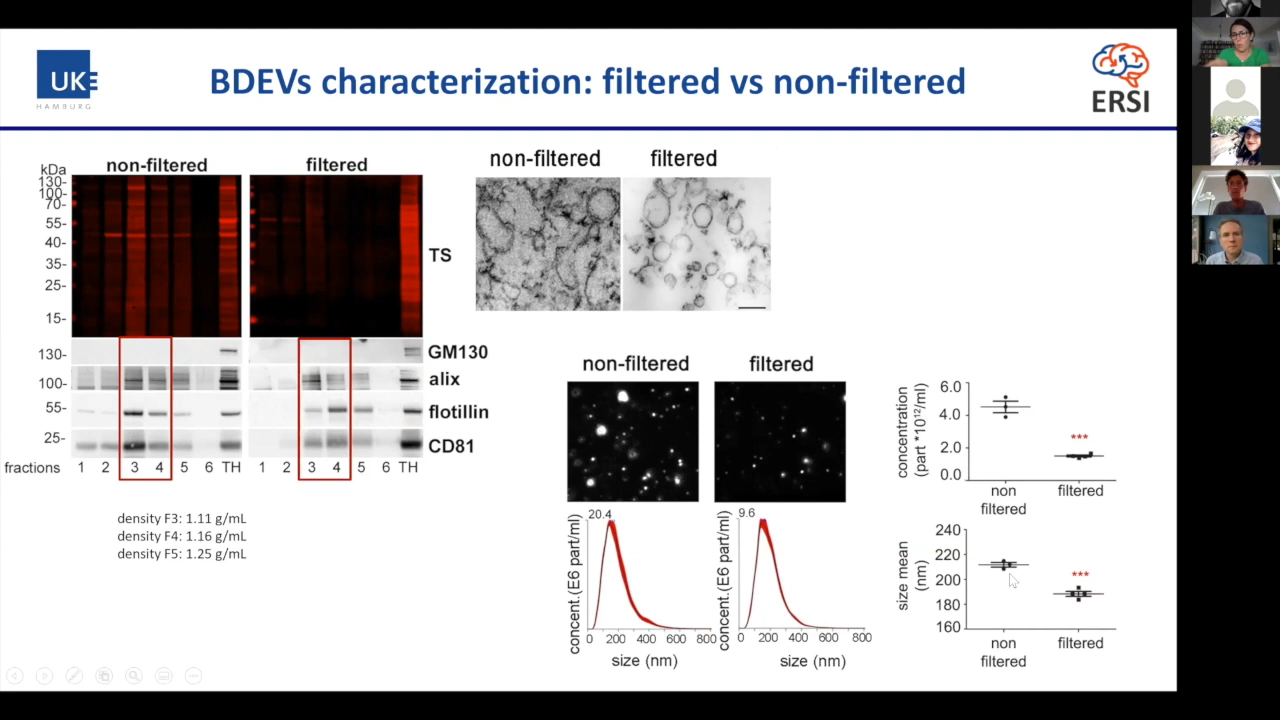 UKE
HAMBURG
BDEVs characterization: filtered vs non-filtered
ERSI
kDa
non-filtered
filtered
130-
100-
70-
55-
40-
35-
25-
15-
TS
130-
GM130
100-
alix
55-
flotillin
25-
CD81
fractions 1 2 3 4 5 6 TH 1 2 3 4 5 6 TH
density F3: 1.11 g/mL
density F4: 1.16 g/mL
density F5: 1.25 g/mL
non-filtered
filtered
non-filtered
filtered
20.4
concent.(E6 part/ml)
0 200 400 600 800
size (nm)
9.6
concent.(E6 part/ml)
0 200 400 600 800
size (nm)
concentration
(part *10¹²/ml)
6.0
4.0
2.0
0.0
***
non
filtered
filtered
size mean
(nm)
240
220
200
180
160
***
non
filtered
filtered